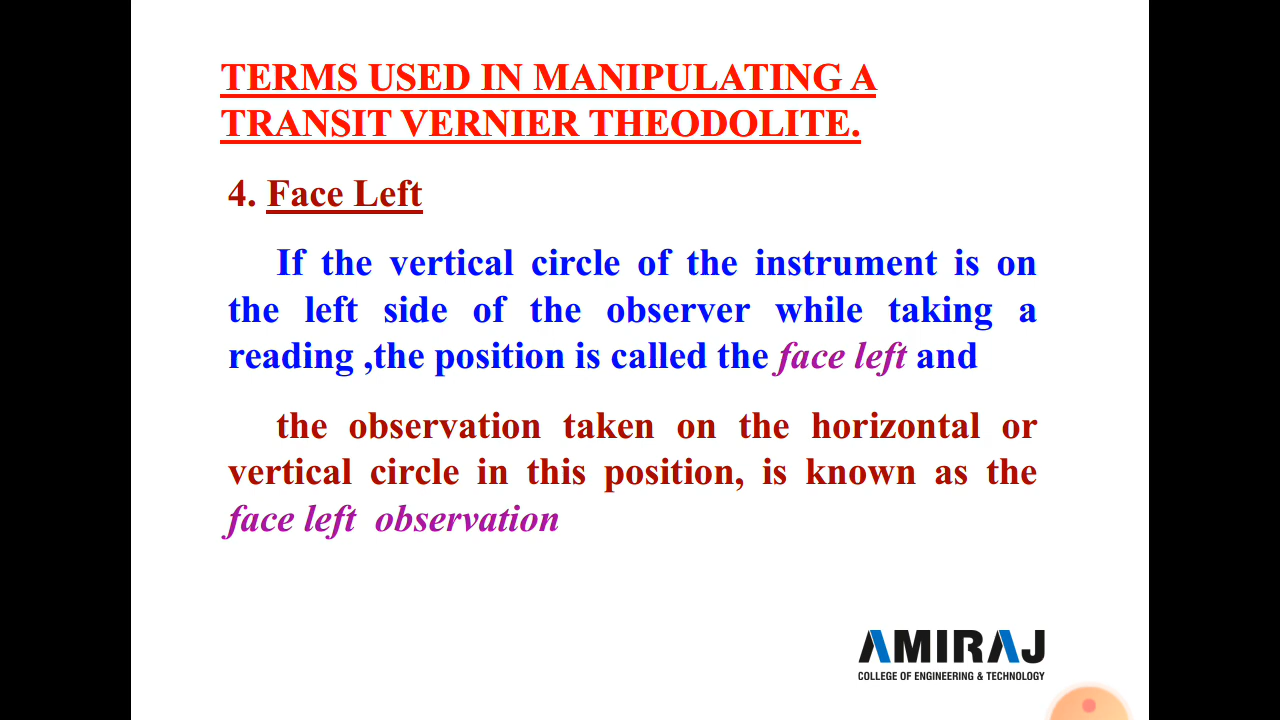 TERMS USED IN MANIPULATING A
TRANSIT VERNIER THEODOLITE.
4. Face Left
If the vertical circle of the instrument is on
the left side of the observer while taking a
reading ,the position is called the face left and
the observation taken on the horizontal or
vertical circle in this position, is known as the
face left observation
AMIRAJ
COLLEGE OF ENGINEERING & TECHNOLOGY